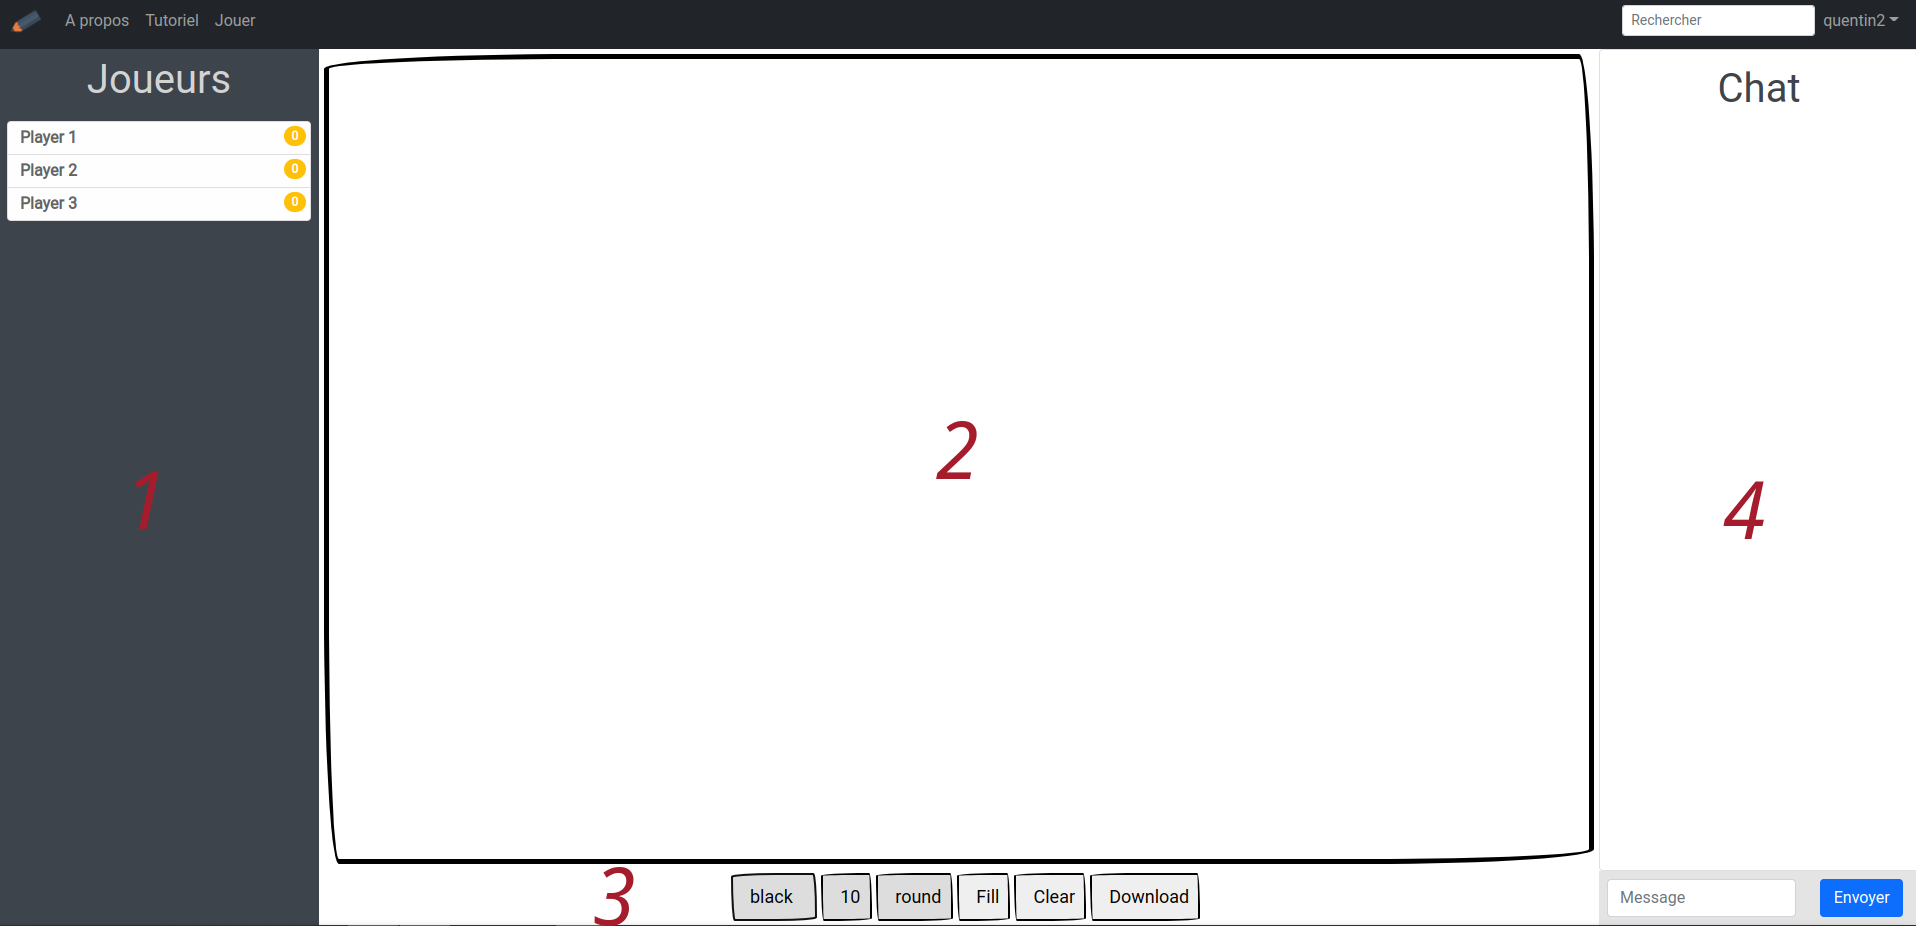 A propos Tutoriel Jouer Rechercher quentin2
Joueurs
Player 1 0
Player 2 0
Player 3 0
1
2
3
black 10 round Fill Clear Download
Chat
4
Message Envoyer